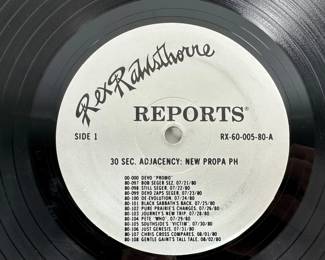 REPORTS
SIDE 1
RX-60-005-80-A
30 SEC. ADJACENCY: NEW PROPA PH
80-000 DEVO "PROMO"
80-097 BOB SEGER SEZ. 07/21/80
80-098 STILL SEGER. 07/22/80
80-099 DEVO ZAPS SEGER. 07/23/80
80-100 DE-EVOLUTION. 07/24/80
80-101 BLACK SABBATH'S BACK. 07/25/80
80-102 PURE PRAIRIE'S CHANGES. 07/26/80
80-103 JOURNEY'S NEW TRIP. 07/28/80
80-104 PETE "WHO". 07/29/80
80-105 SOUTHSIDE'S 'VICTIM'. 07/30/80
80-106 JUST GENESIS. 07/31/80
80-107 CHRIS CROSS COMPARES. 08/01/80
80-108 GENTLE GAINT'S TALL TALE. 08/02/80